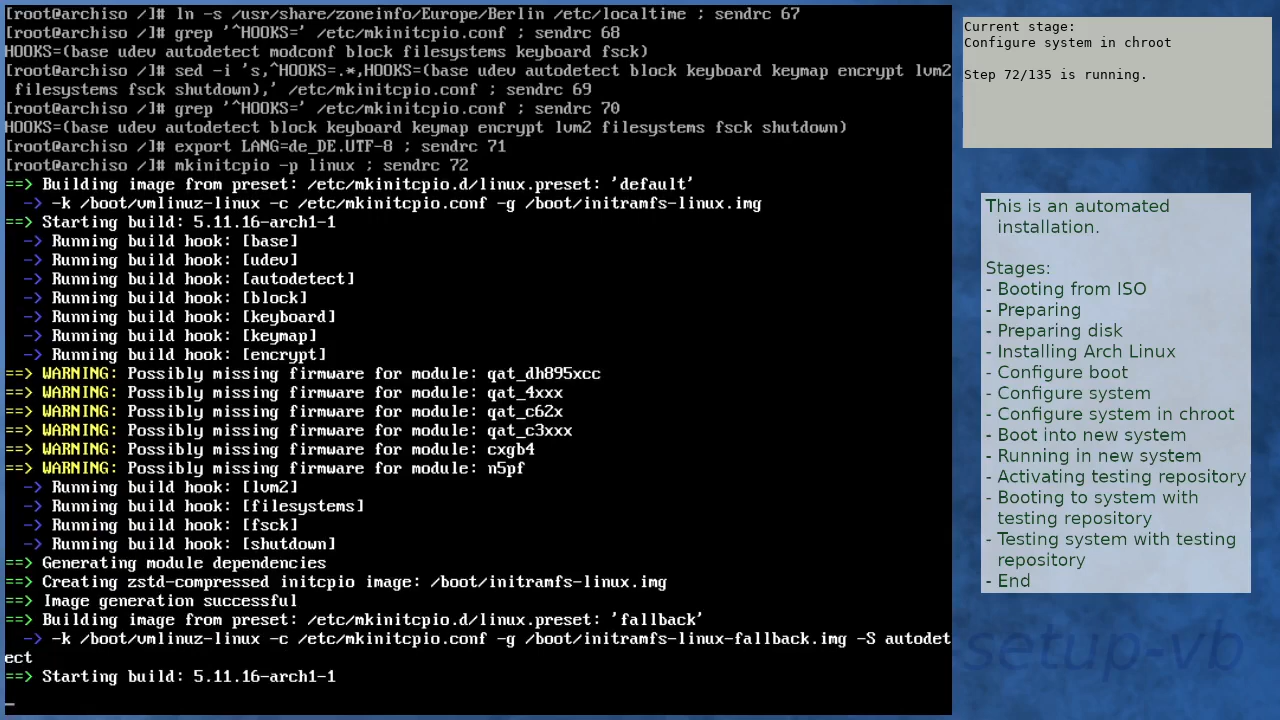 [root@archiso /]# ln -s /usr/share/zoneinfo/Europe/Berlin /etc/localtime ; sendrc 67
[root@archiso /]# grep '^HOOKS=' /etc/mkinitcpio.conf ; sendrc 68
HOOKS=(base udev autodetect modconf block filesystems keyboard fsck)
[root@archiso /]# sed -i 's,^HOOKS=.*,HOOKS=(base udev autodetect block keyboard keymap encrypt lvm2
 filesystems fsck shutdown),' /etc/mkinitcpio.conf ; sendrc 69
[root@archiso /]# grep '^HOOKS=' /etc/mkinitcpio.conf ; sendrc 70
HOOKS=(base udev autodetect block keyboard keymap encrypt lvm2 filesystems fsck shutdown)
[root@archiso /]# export LANG=de_DE.UTF-8 ; sendrc 71
[root@archiso /]# mkinitcpio -p linux ; sendrc 72
==> Building image from preset: /etc/mkinitcpio.d/linux.preset: 'default'
  -> -k /boot/vmlinuz-linux -c /etc/mkinitcpio.conf -g /boot/initramfs-linux.img
==> Starting build: 5.11.16-arch1-1
  -> Running build hook: [base]
  -> Running build hook: [udev]
  -> Running build hook: [autodetect]
  -> Running build hook: [block]
  -> Running build hook: [keyboard]
  -> Running build hook: [keymap]
  -> Running build hook: [encrypt]
==> WARNING: Possibly missing firmware for module: qat_dh895xcc
==> WARNING: Possibly missing firmware for module: qat_4xxx
==> WARNING: Possibly missing firmware for module: qat_c62x
==> WARNING: Possibly missing firmware for module: qat_c3xxx
==> WARNING: Possibly missing firmware for module: cxgb4
==> WARNING: Possibly missing firmware for module: n5pf
  -> Running build hook: [lvm2]
  -> Running build hook: [filesystems]
  -> Running build hook: [fsck]
  -> Running build hook: [shutdown]
==> Generating module dependencies
==> Creating zstd-compressed initcpio image: /boot/initramfs-linux.img
==> Image generation successful
==> Building image from preset: /etc/mkinitcpio.d/linux.preset: 'fallback'
  -> -k /boot/vmlinuz-linux -c /etc/mkinitcpio.conf -g /boot/initramfs-linux-fallback.img -S autodet
ect
==> Starting build: 5.11.16-arch1-1
_
Current stage:
Configure system in chroot
Step 72/135 is running.
This is an automated
installation.
Stages:
- Booting from ISO
- Preparing
- Preparing disk
- Installing Arch Linux
- Configure boot
- Configure system
- Configure system in chroot
- Boot into new system
- Running in new system
- Activating testing repository
- Booting to system with
testing repository
- Testing system with testing
repository
- End
setup-vb